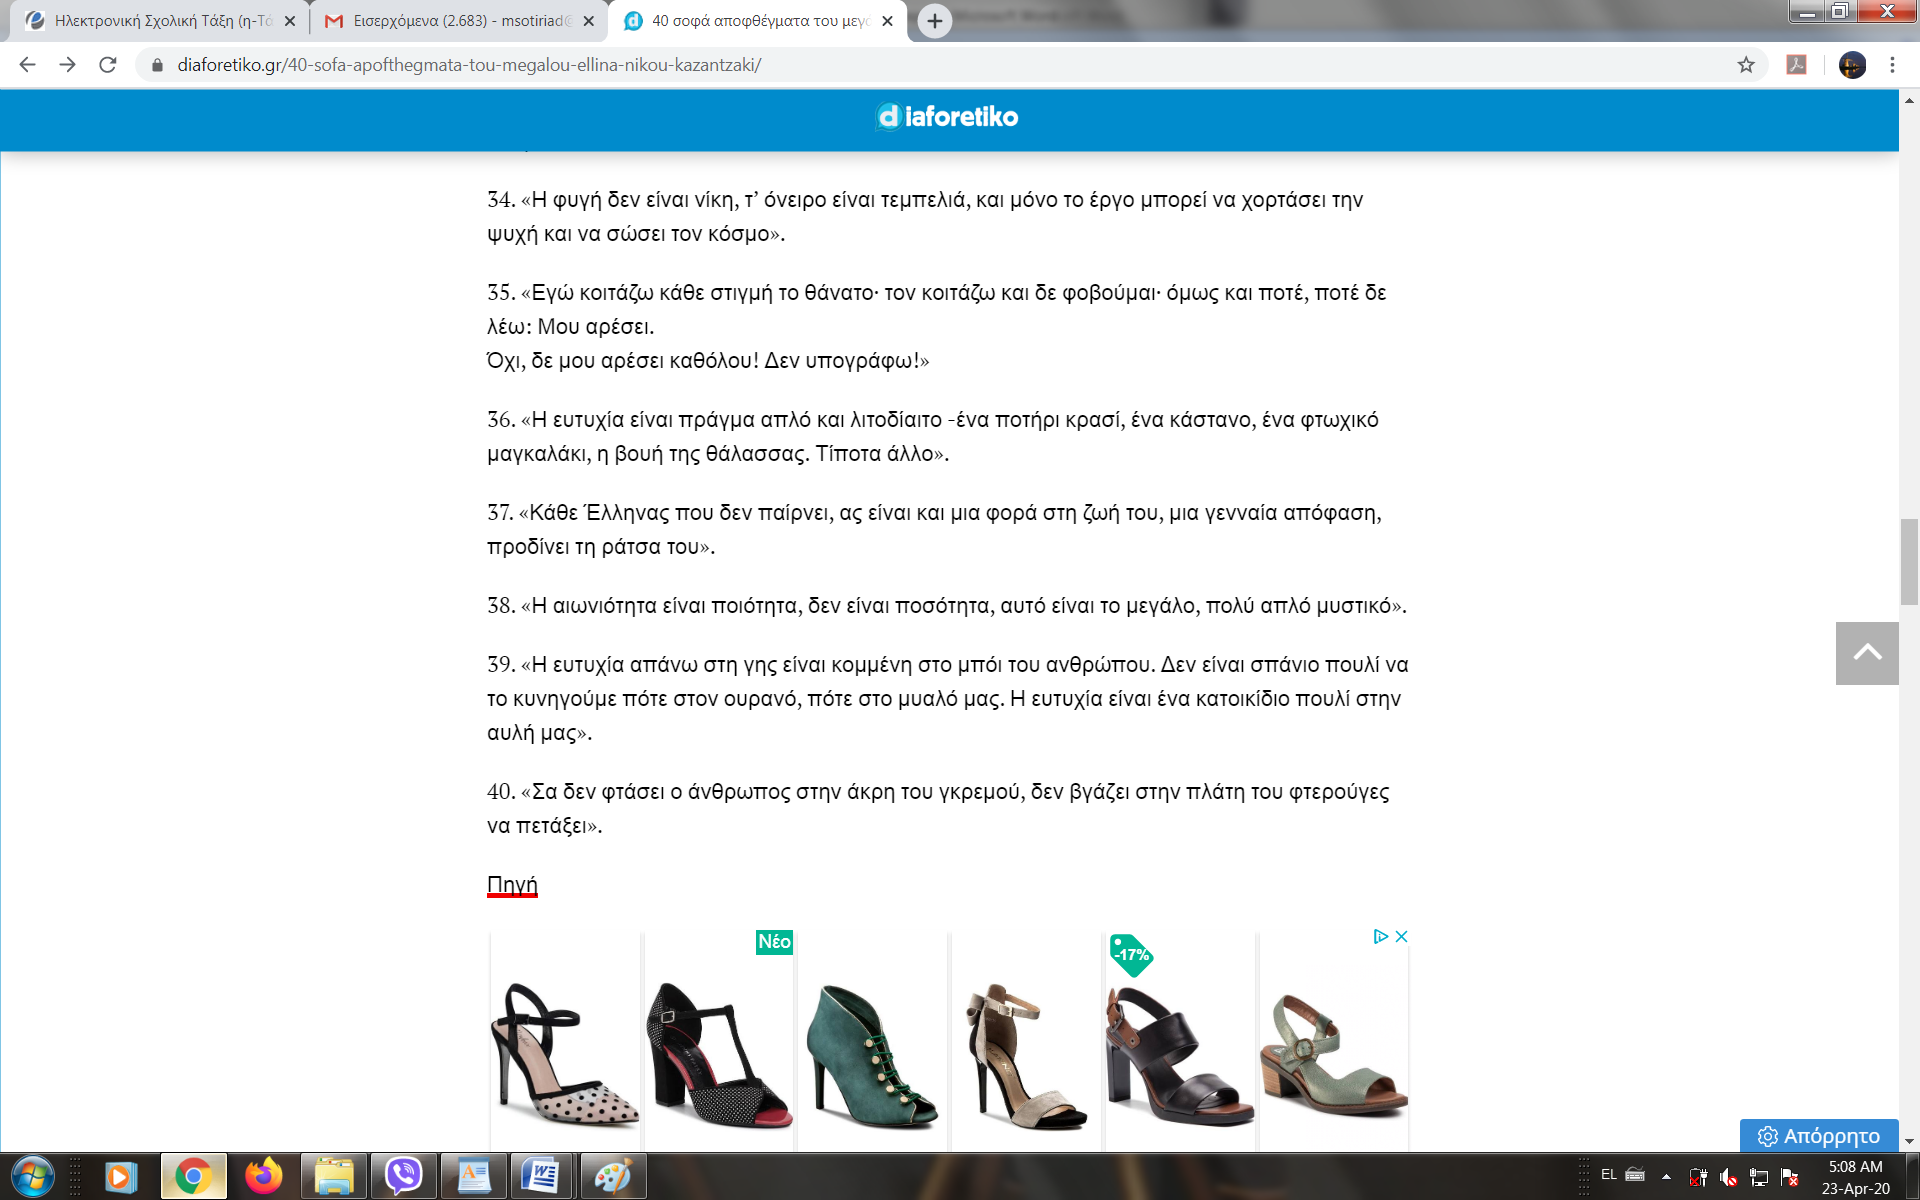 Ηλεκτρονική Σχολική Τάξη (η-Τά
Εισερχόμενα (2.683) - msotiriad@
40 σοφά αποφθέγματα του μεγά
diaforetiko.gr/40-sofa-apofthegmata-tou-megalou-ellina-nikou-kazantzaki/
diaforetiko
34. «Η φυγή δεν είναι νίκη, τ’ όνειρο είναι τεμπελιά, και μόνο το έργο μπορεί να χορτάσει την
ψυχή και να σώσει τον κόσμο».
35. «Εγώ κοιτάζω κάθε στιγμή το θάνατο· τον κοιτάζω και δε φοβούμαι· όμως και ποτέ, ποτέ δε
λέω: Μου αρέσει.
Όχι, δε μου αρέσει καθόλου! Δεν υπογράφω!»
36. «Η ευτυχία είναι πράγμα απλό και λιτοδίαιτο -ένα ποτήρι κρασί, ένα κάστανο, ένα φτωχικό
μαγκαλάκι, η βουή της θάλασσας. Τίποτα άλλο».
37. «Κάθε Έλληνας που δεν παίρνει, ας είναι και μια φορά στη ζωή του, μια γενναία απόφαση,
προδίνει τη ράτσα του».
38. «Η αιωνιότητα είναι ποιότητα, δεν είναι ποσότητα, αυτό είναι το μεγάλο, πολύ απλό μυστικό».
39. «Η ευτυχία απάνω στη γης είναι κομμένη στο μπόι του ανθρώπου. Δεν είναι σπάνιο πουλί να
το κυνηγούμε πότε στον ουρανό, πότε στο μυαλό μας. Η ευτυχία είναι ένα κατοικίδιο πουλί στην
αυλή μας».
40. «Σα δεν φτάσει ο άνθρωπος στην άκρη του γκρεμού, δεν βγάζει στην πλάτη του φτερούγες
να πετάξει».
Πηγή
Νέο
-17%
Απόρρητο
EL
5:08 AM
23-Apr-20